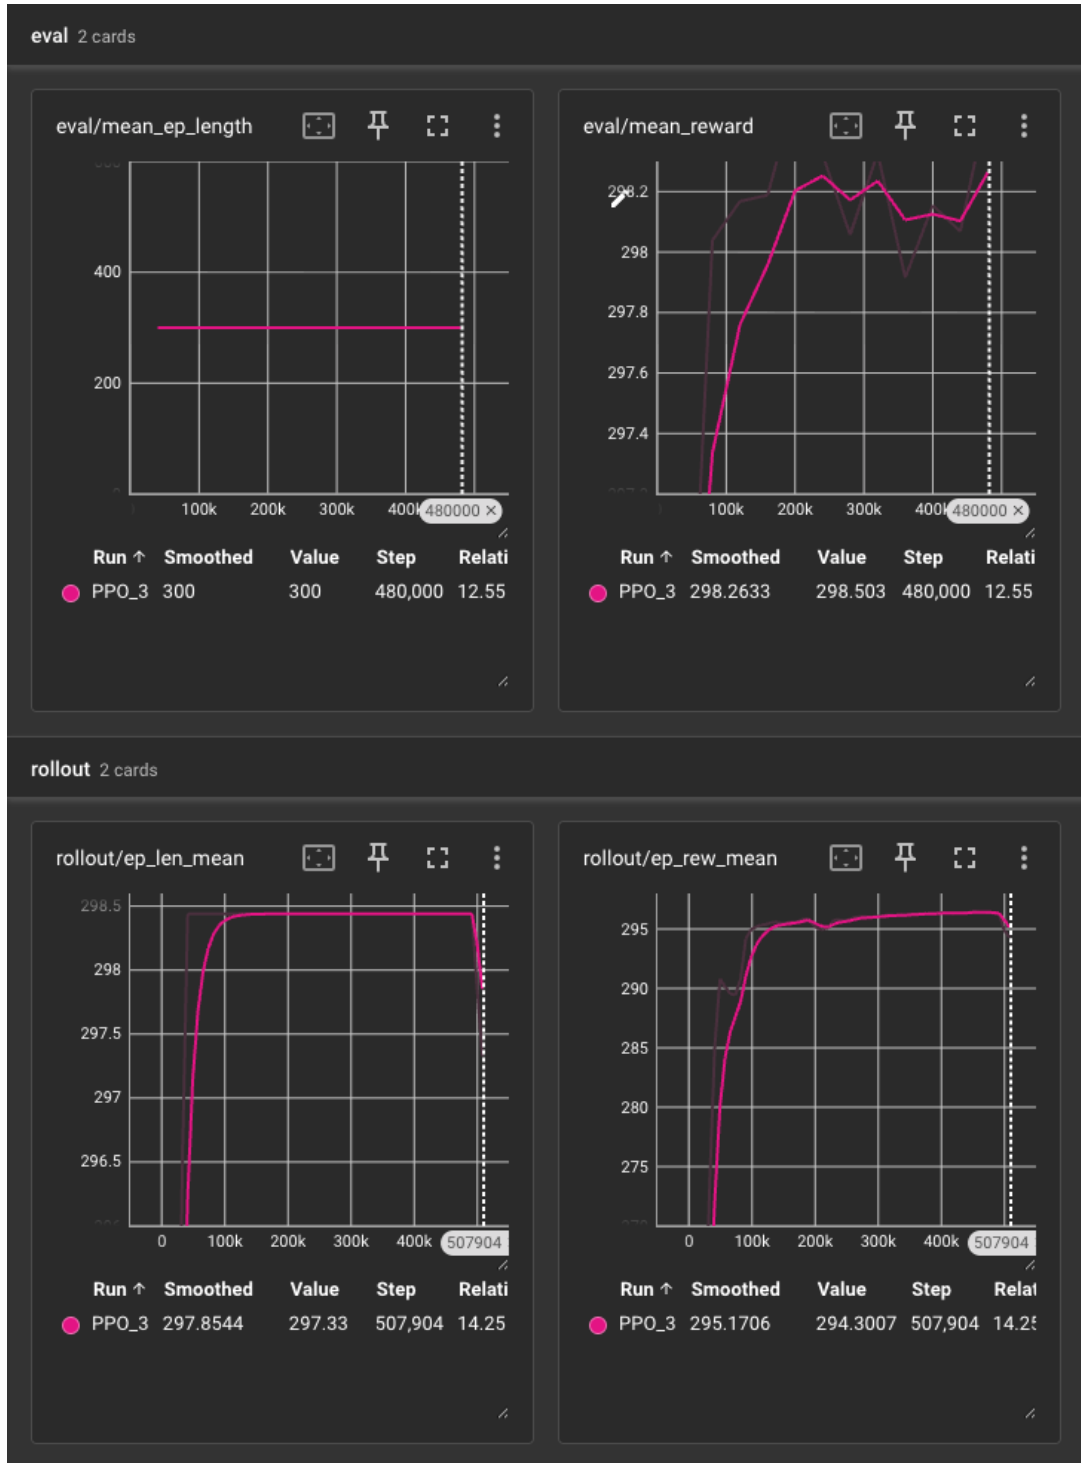 eval 2 cards
eval/mean_ep_length
400
200
100k 200k 300k 400k 480000 ×
Run ↑ Smoothed Value Step Relati
PPO_3 300 300 480,000 12.55
eval/mean_reward
298.2
298
297.8
297.6
297.4
100k 200k 300k 400k 480000 ×
Run ↑ Smoothed Value Step Relati
PPO_3 298.2633 298.503 480,000 12.55
rollout 2 cards
rollout/ep_len_mean
298.5
298
297.5
297
296.5
0 100k 200k 300k 400k 507904
Run ↑ Smoothed Value Step Relati
PPO_3 297.8544 297.33 507,904 14.25
rollout/ep_rew_mean
295
290
285
280
275
0 100k 200k 300k 400k 507904
Run ↑ Smoothed Value Step Relat
PPO_3 295.1706 294.3007 507,904 14.25